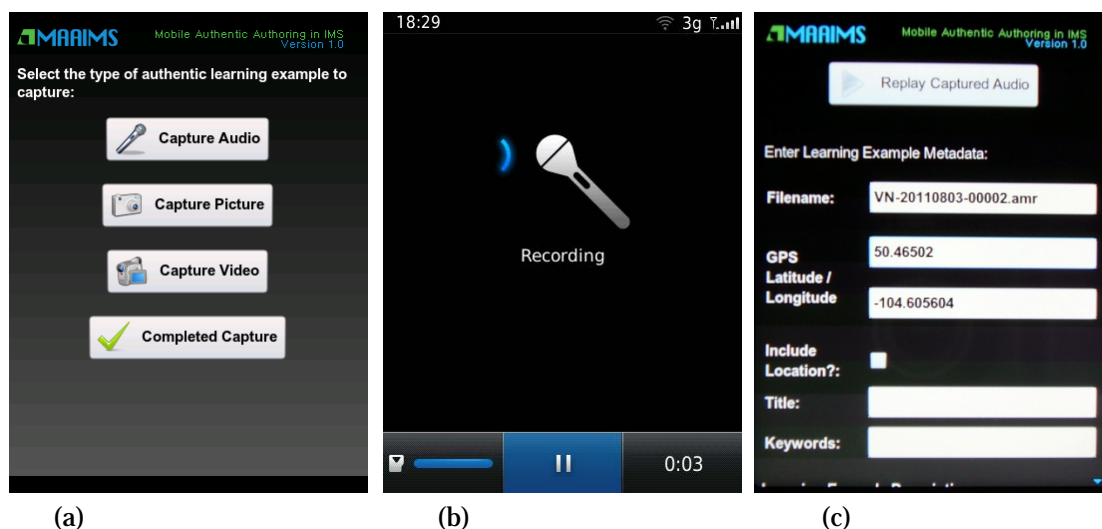 MAAIMS
Mobile Authentic Authoring in IMS
Version 1.0
Select the type of authentic learning example to
capture:
Capture Audio
Capture Picture
Capture Video
Completed Capture
(a)
18:29
3g
Recording
0:03
(b)
MAAIMS
Mobile Authentic Authoring in IMS
Version 1.0
Replay Captured Audio
Enter Learning Example Metadata:
Filename:
VN-20110803-00002.amr
GPS
Latitude /
Longitude
50.46502
-104.605604
Include
Location?:
Title:
Keywords:
(c)